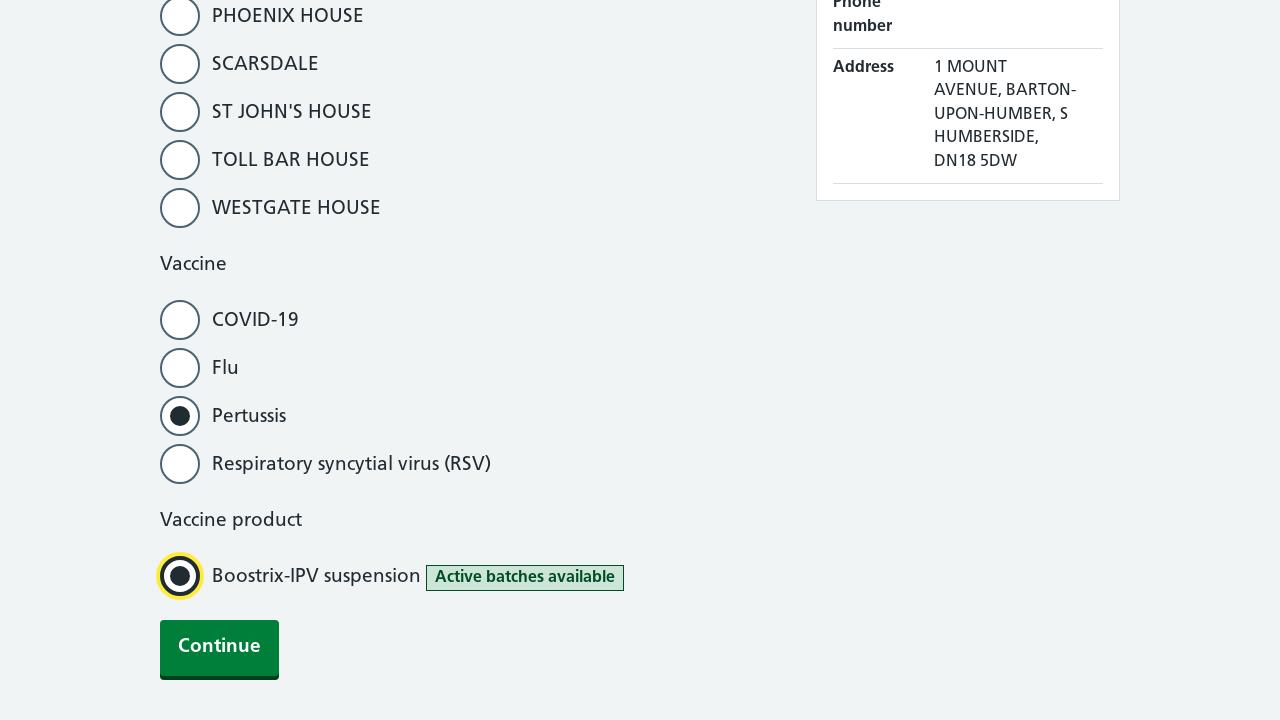 PHOENIX HOUSE
SCARSDALE
ST JOHN'S HOUSE
TOLL BAR HOUSE
WESTGATE HOUSE
Vaccine
COVID-19
Flu
Pertussis
Respiratory syncytial virus (RSV)
Vaccine product
Boostrix-IPV suspension Active batches available
Continue
Phone
number
Address 1 MOUNT
AVENUE, BARTON-
UPON-HUMBER, S
HUMBERSIDE,
DN18 5DW